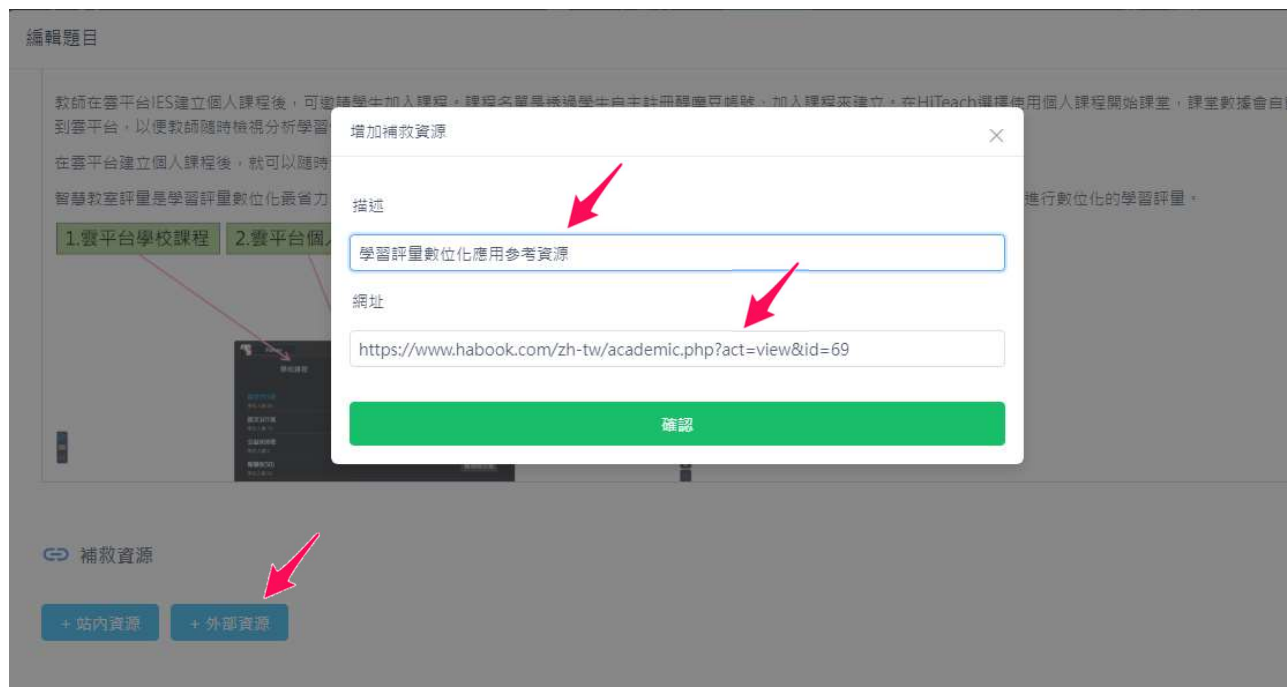 編輯題目
教師在雲平台IES建立個人課程後，可邀請學生加入課程。課程名單是透過學生自主註冊醍摩豆帳號、加入課程來建立。在HiTeach選擇使用個人課程開始課堂，課堂數據會自
到雲平台，以便教師隨時檢視分析學習
在雲平台建立個人課程後，就可以隨時
智慧教室評量是學習評量數位化最省力
進行數位化的學習評量。
1.雲平台學校課程
2.雲平台個人
增加補救資源
描述
學習評量數位化應用參考資源
網址
https://www.habook.com/zh-tw/academic.php?act=view&id=69
確認
補救資源
+ 站內資源
+ 外部資源